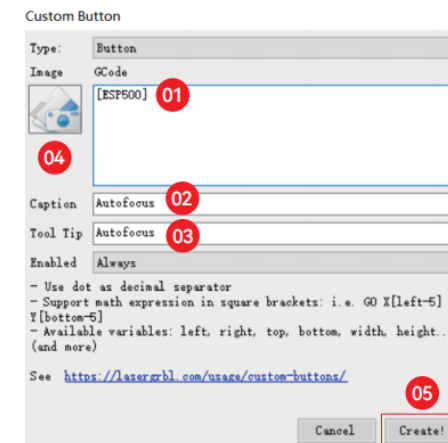 Custom Button
Type: Button
Image GCode
[ESP500] 01
04
Caption Autofocus 02
Tool Tip Autofocus 03
Enabled Always
- Use dot as decimal separator
- Support math expression in square brackets: i.e. G0 X[left-5]
Y[bottom-5]
- Available variables: left, right, top, bottom, width, height..
(and more)
See https://lasergrbl.com/usage/custom-buttons/
05
Cancel Create!